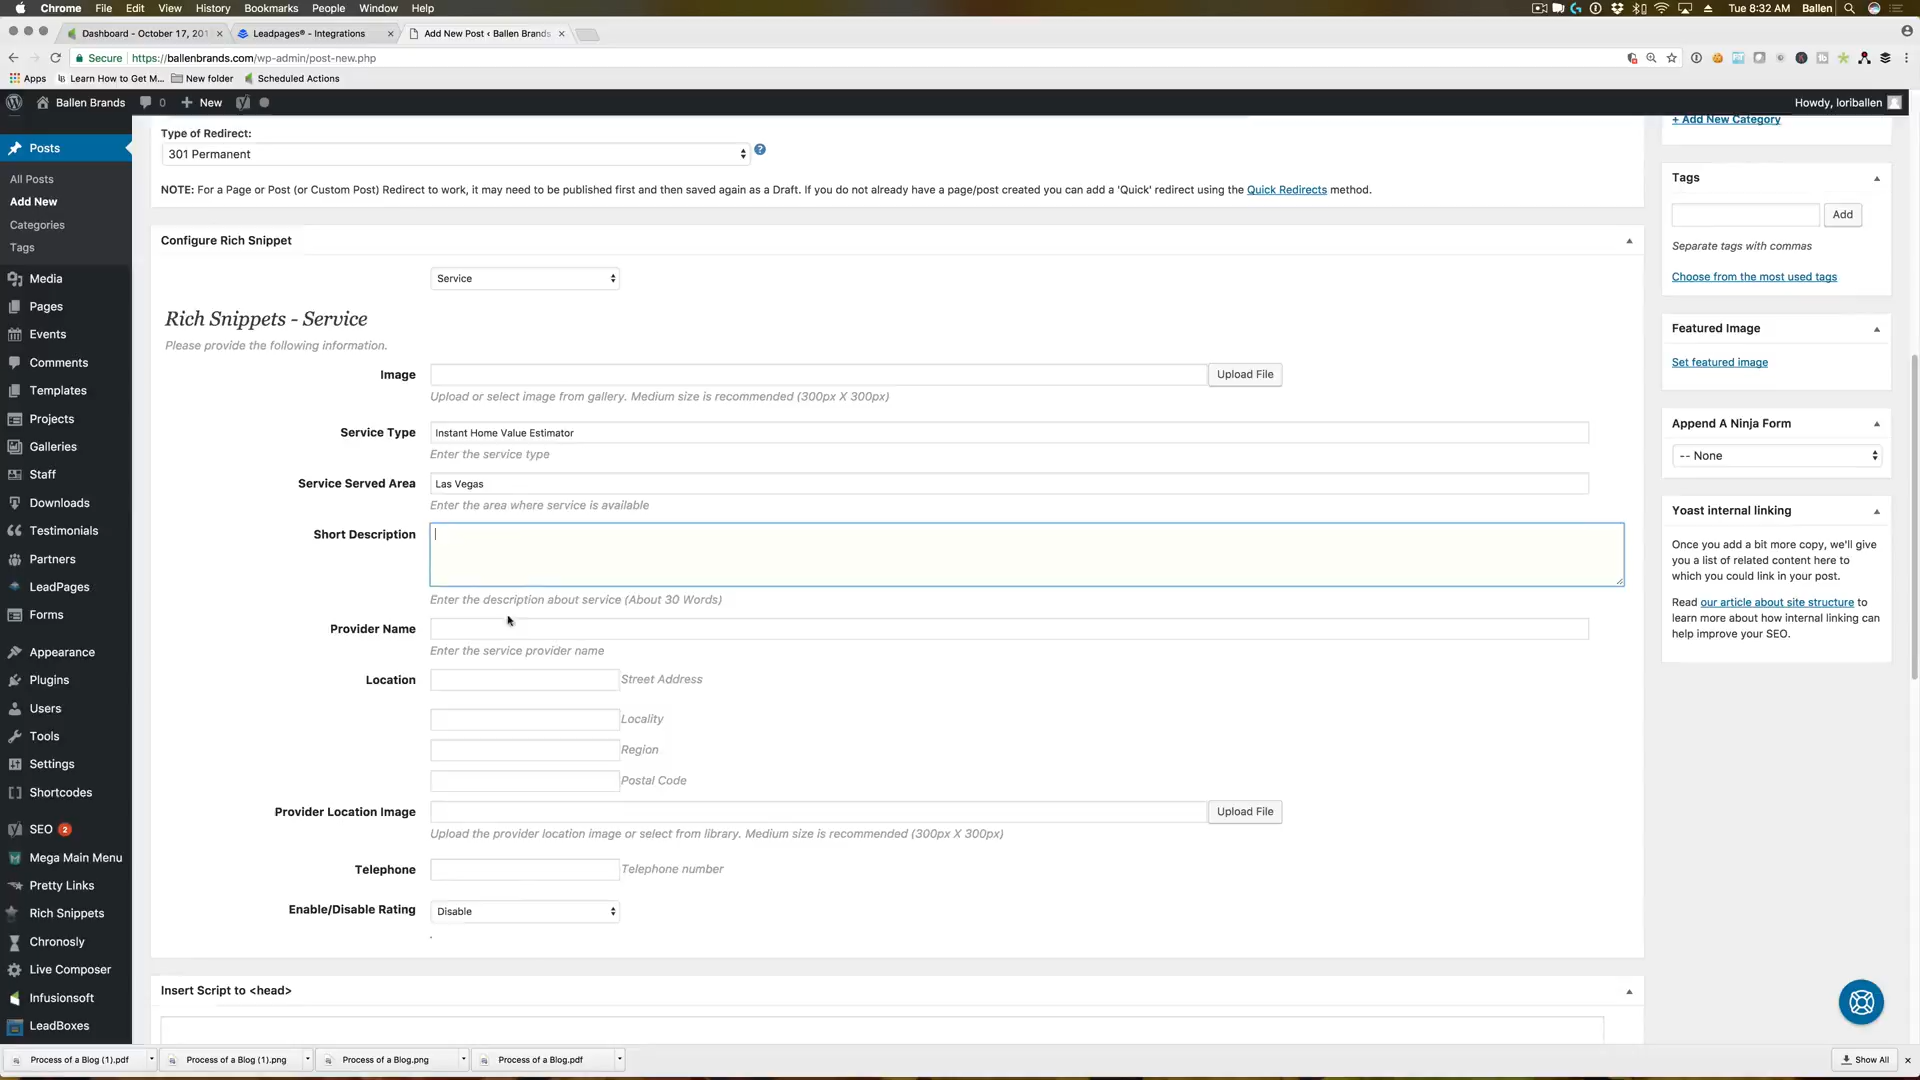 Chrome File Edit View History Bookmarks People Window Help Tue 8:32 AM Ballen
Dashboard - October 17, 201 Leadpages® - Integrations Add New Post ‹ Ballen Brands
Secure https://ballenbrands.com/wp-admin/post-new.php
Apps Learn How to Get M... New folder Scheduled Actions
Ballen Brands 0 New Howdy, loriballen
Posts
All Posts
Add New
Categories
Tags
Media
Pages
Events
Comments
Templates
Projects
Galleries
Staff
Downloads
Testimonials
Partners
LeadPages
Forms
Appearance
Plugins
Users
Tools
Settings
Shortcodes
SEO 2
Mega Main Menu
Pretty Links
Rich Snippets
Chronosly
Live Composer
Infusionsoft
LeadBoxes
Type of Redirect:
301 Permanent
NOTE: For a Page or Post (or Custom Post) Redirect to work, it may need to be published first and then saved again as a Draft. If you do not already have a page/post created you can add a 'Quick' redirect using the Quick Redirects method.
Configure Rich Snippet
Service
Rich Snippets - Service
Please provide the following information.
Image Upload File
Upload or select image from gallery. Medium size is recommended (300px X 300px)
Service Type Instant Home Value Estimator
Enter the service type
Service Served Area Las Vegas
Enter the area where service is available
Short Description
Enter the description about service (About 30 Words)
Provider Name
Enter the service provider name
Location Street Address
Locality
Region
Postal Code
Provider Location Image Upload File
Upload the provider location image or select from library. Medium size is recommended (300px X 300px)
Telephone Telephone number
Enable/Disable Rating Disable
.
Insert Script to <head>
+ Add New Category
Tags
Add
Separate tags with commas
Choose from the most used tags
Featured Image
Set featured image
Append A Ninja Form
-- None
Yoast internal linking
Once you add a bit more copy, we'll give
you a list of related content here to
which you could link in your post.
Read our article about site structure to
learn more about how internal linking can
help improve your SEO.
Process of a Blog (1).pdf Process of a Blog (1).png Process of a Blog.png Process of a Blog.pdf Show All